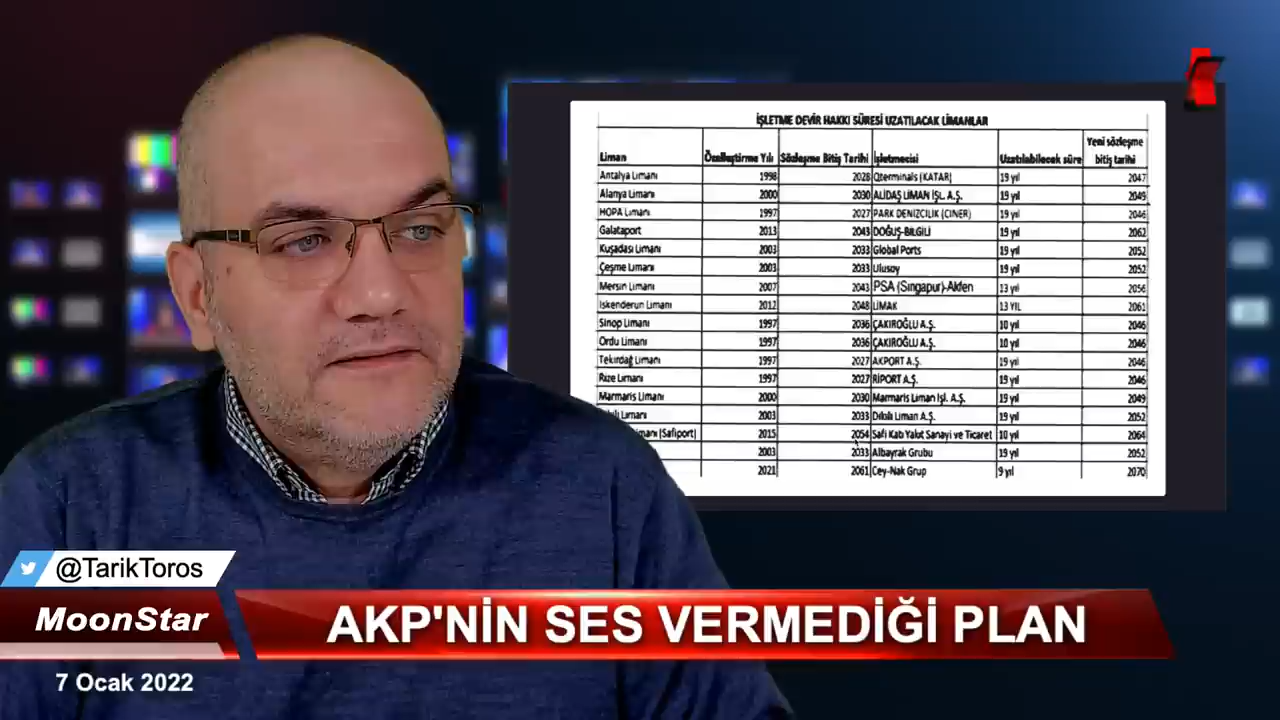 İŞLETME DEVİR HAKKI SÜRESİ UZATILACAK LİMANLAR
Liman Özelleştirme Yılı Sözleşme Bitiş Tarihi İşletmecisi Uzatılabilecek süre Yeni sözleşme bitiş tarihi
Antalya Limanı 1998 2028 Qterminals (KATAR) 19 yıl 2047
Alanya Limanı 2000 2030 ALİDAŞ LİMAN İŞL. A.Ş. 19 yıl 2049
HOPA Limanı 1997 2027 PARK DENİZCİLİK (CİNER) 19 yıl 2046
Galataport 2013 2043 DOĞUŞ-BİLGİLİ 19 yıl 2062
Kuşadası Limanı 2003 2033 Global Ports 19 yıl 2052
Çeşme Limanı 2003 2033 Ulusoy 19 yıl 2052
Mersin Limanı 2007 2043 PSA (Singapur)-Akfen 13 yıl 2056
İskenderun Limanı 2012 2048 LİMAK 13 YIL 2061
Sinop Limanı 1997 2036 ÇAKIROĞLU A.Ş. 10 yıl 2046
Ordu Limanı 1997 2036 ÇAKIROĞLU A.Ş. 10 yıl 2046
Tekirdağ Limanı 1997 2027 AKPORT A.Ş. 19 yıl 2046
Rize Limanı 1997 2027 RİPORT A.Ş. 19 yıl 2046
Marmaris Limanı 2000 2030 Marmaris Liman İşl. A.Ş. 19 yıl 2049
Limanı 2003 2033 Dikili Liman A.Ş. 19 yıl 2052
(Safiport) 2015 2054 Safi Katı Yakıt Sanayi ve Ticaret 10 yıl 2064
2003 2033 Albayrak Grubu 19 yıl 2052
2021 2061 Cey-Nak Grup 9 yıl 2070
@TarikToros
MoonStar
AKP'NİN SES VERMEDİĞİ PLAN
7 Ocak 2022